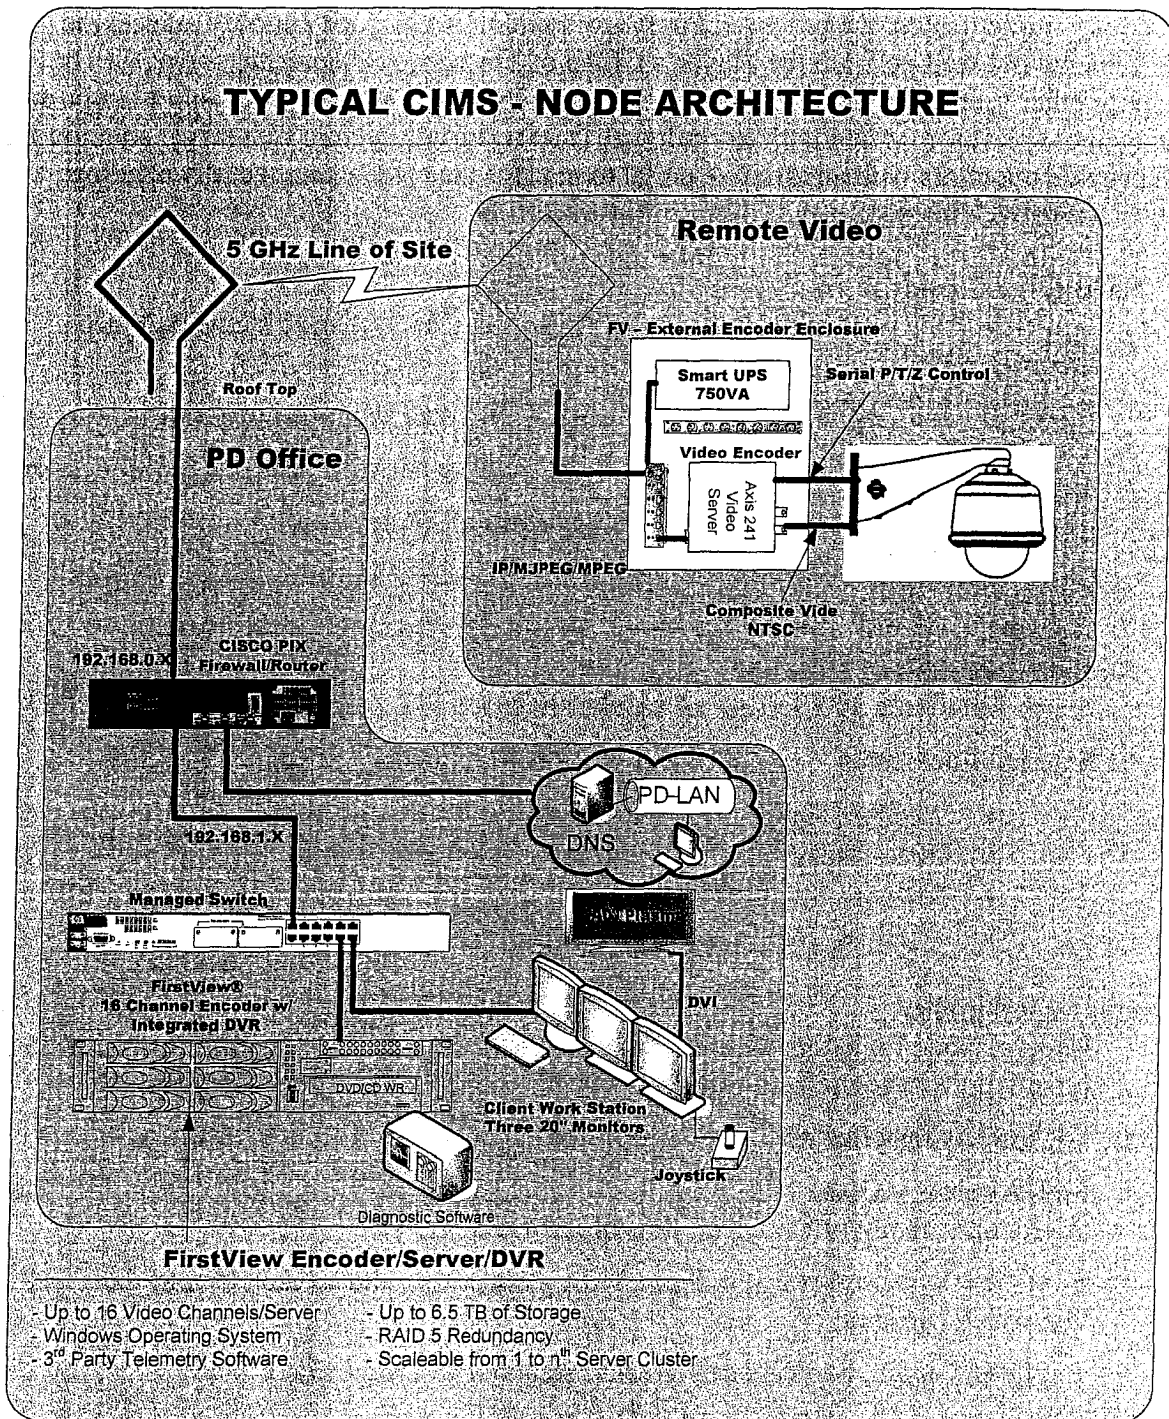 TYPICAL CIMS - NODE ARCHITECTURE
Remote Video
5 GHz Line of Site
FV – External Encoder Enclosure
Smart UPS
750VA
Serial P/T/Z Control
Roof Top
Video Encoder
PD Office
Axis 241
Video
Server
IP/MJPEG/MPEG
Composite Vide
NTSC
192.168.0.X
CISCO PIX
Firewall/Router
PD-LAN
DNS
192.168.1.X
Managed Switch
FirstView®
16 Channel Encoder w/
Integrated DVR
DVI
DVD/CD WR
Client Work Station
Three 20" Monitors
Joystick
Diagnostic Software
FirstView Encoder/Server/DVR
- Up to 16 Video Channels/Server
- Windows Operating System
- 3rd Party Telemetry Software
- Up to 6.5 TB of Storage
- RAID 5 Redundancy
- Scaleable from 1 to nth Server Cluster